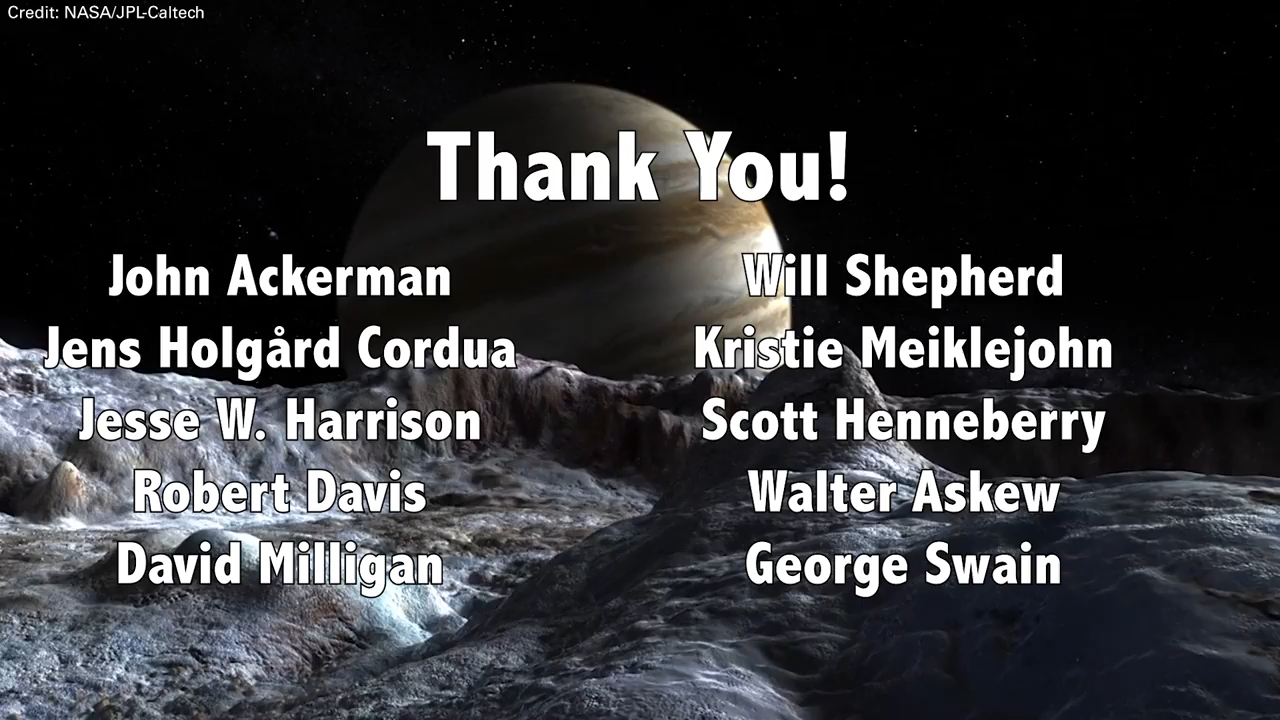 Credit: NASA/JPL-Caltech
Thank You!
John Ackerman
Jens Holgård Cordua
Jesse W. Harrison
Robert Davis
David Milligan
Will Shepherd
Kristie Meiklejohn
Scott Henneberry
Walter Askew
George Swain